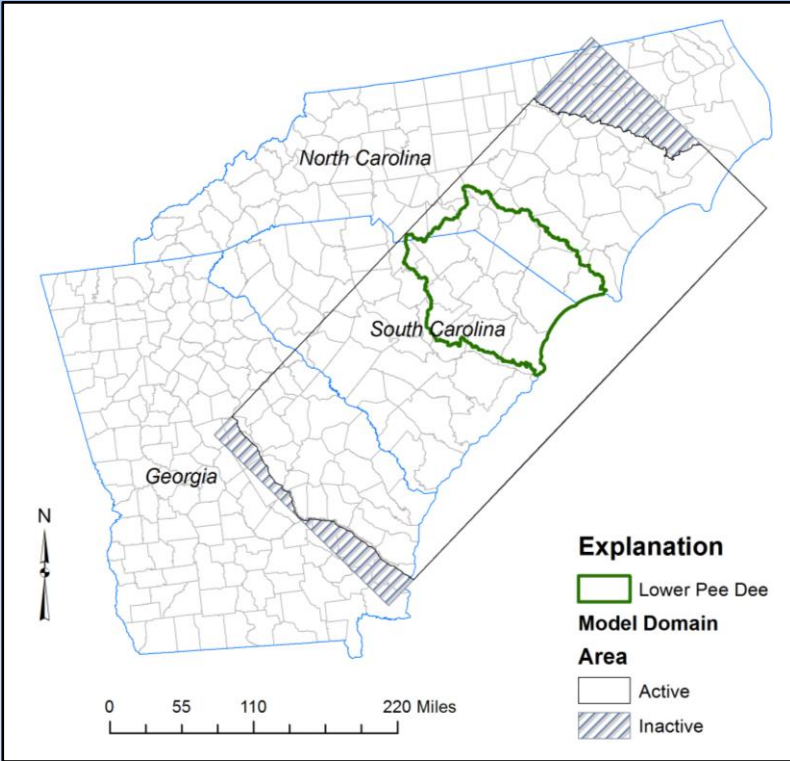 North Carolina
South Carolina
Georgia
N
Explanation
Lower Pee Dee
Model Domain
Area
Active
Inactive
0 55 110 220 Miles